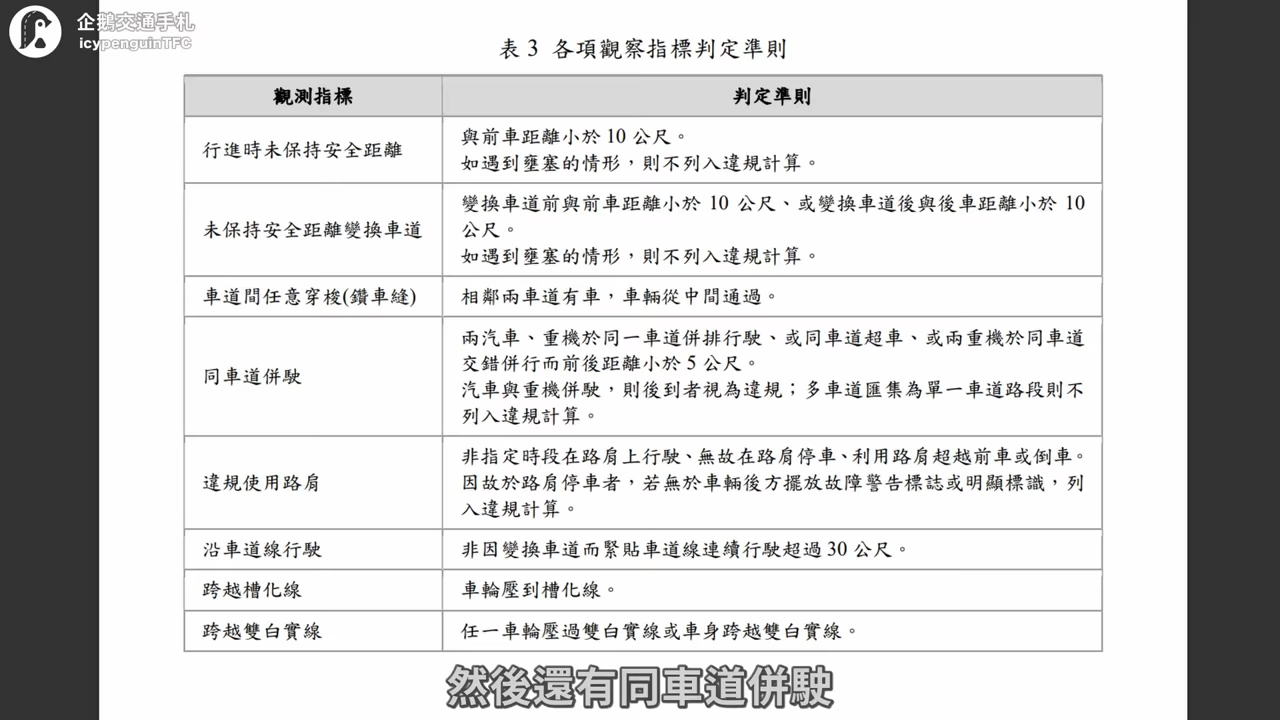 企鵝交通手札
icypenguinTFC
表 3 各項觀察指標判定準則
觀測指標
判定準則
行進時未保持安全距離
與前車距離小於 10 公尺。
如遇到壅塞的情形，則不列入違規計算。
未保持安全距離變換車道
變換車道前與前車距離小於 10 公尺、或變換車道後與後車距離小於 10
公尺。
如遇到壅塞的情形，則不列入違規計算。
車道間任意穿梭(鑽車縫)
相鄰兩車道有車，車輛從中間通過。
同車道併駛
兩汽車、重機於同一車道併排行駛、或同車道超車、或兩重機於同車道
交錯併行而前後距離小於 5 公尺。
汽車與重機併駛，則後到者視為違規；多車道匯集為單一車道路段則不
列入違規計算。
違規使用路肩
非指定時段在路肩上行駛、無故在路肩停車、利用路肩超越前車或倒車。
因故於路肩停車者，若無於車輛後方擺放故障警告標誌或明顯標識，列
入違規計算。
沿車道線行駛
非因變換車道而緊貼車道線連續行駛超過 30 公尺。
跨越槽化線
車輪壓到槽化線。
跨越雙白實線
任一車輪壓過雙白實線或車身跨越雙白實線。
然後還有同車道併駛